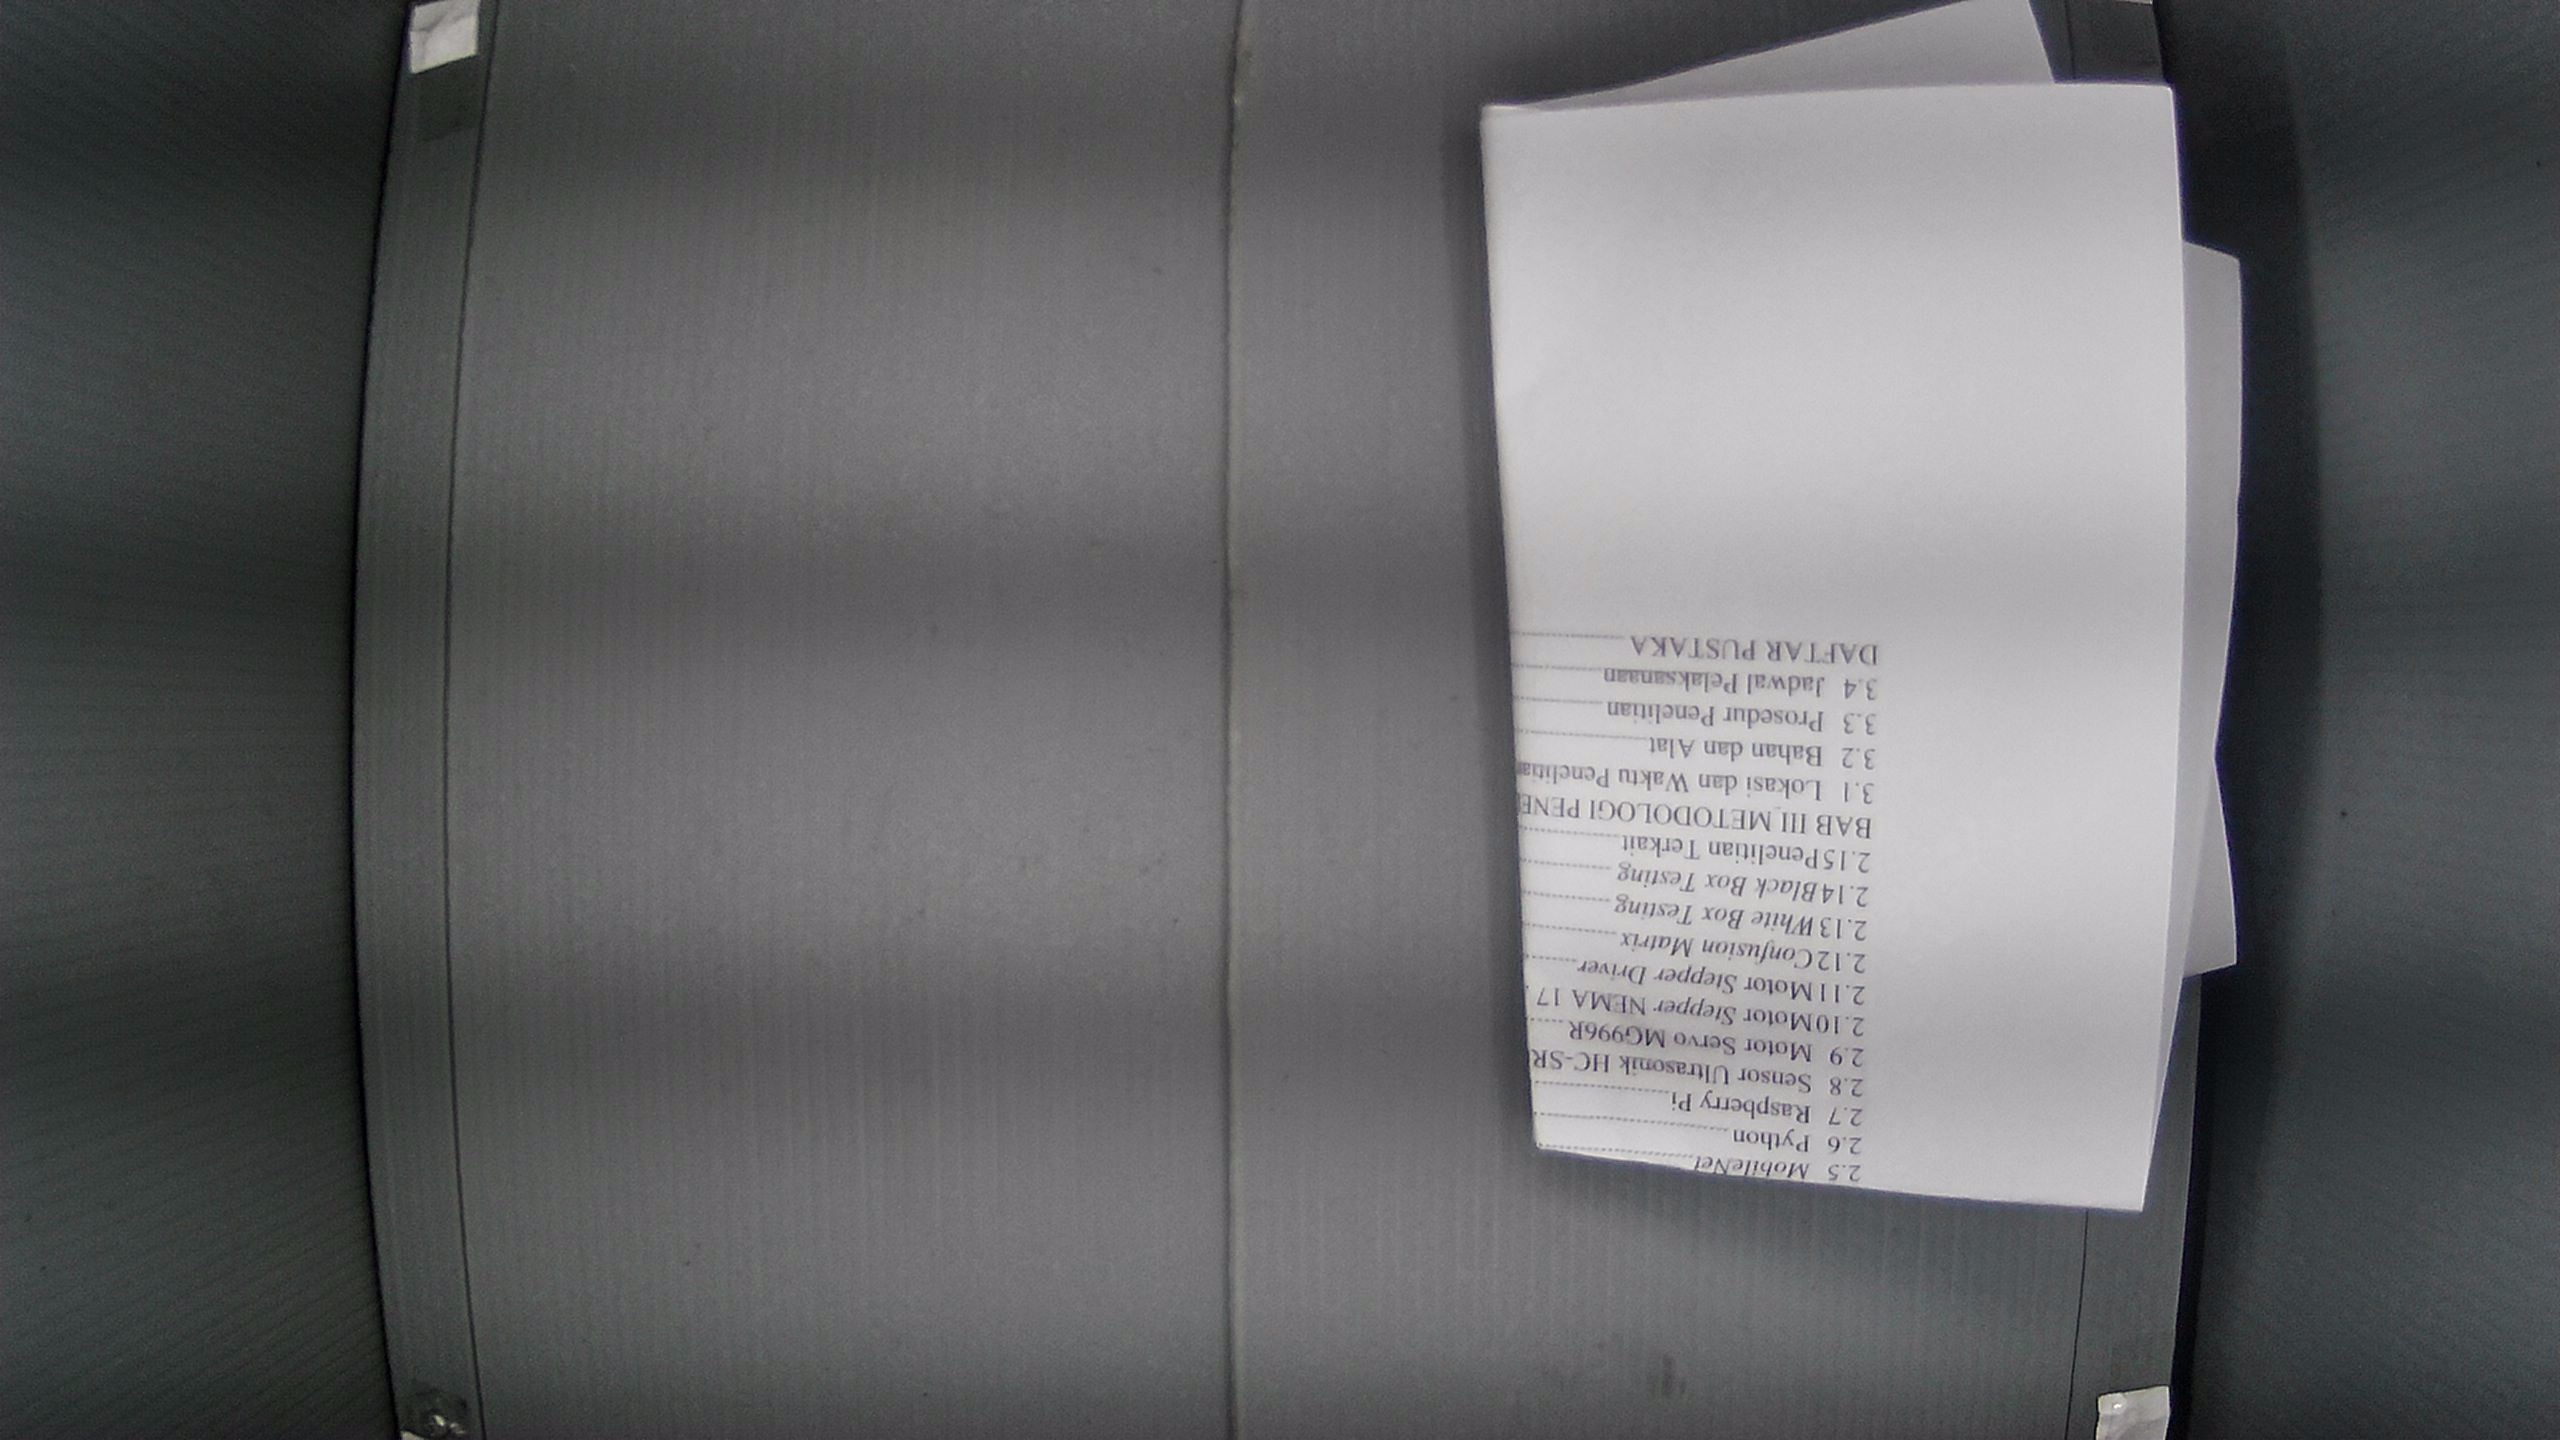 2.5 MobileNet
2.6 Python
2.7 Raspberry Pi
2.8 Sensor Ultrasonik HC-SR
2.9 Motor Servo MG996R
2.10 Motor Stepper NEMA 17
2.11 Motor Stepper Driver
2.12 Confusion Matrix
2.13 White Box Testing
2.14 Black Box Testing
2.15 Penelitian Terkait
BAB III METODOLOGI PENE
3.1 Lokasi dan Waktu Penelitian
3.2 Bahan dan Alat
3.3 Prosedur Penelitian
3.4 Jadwal Pelaksanaan
DAFTAR PUSTAKA